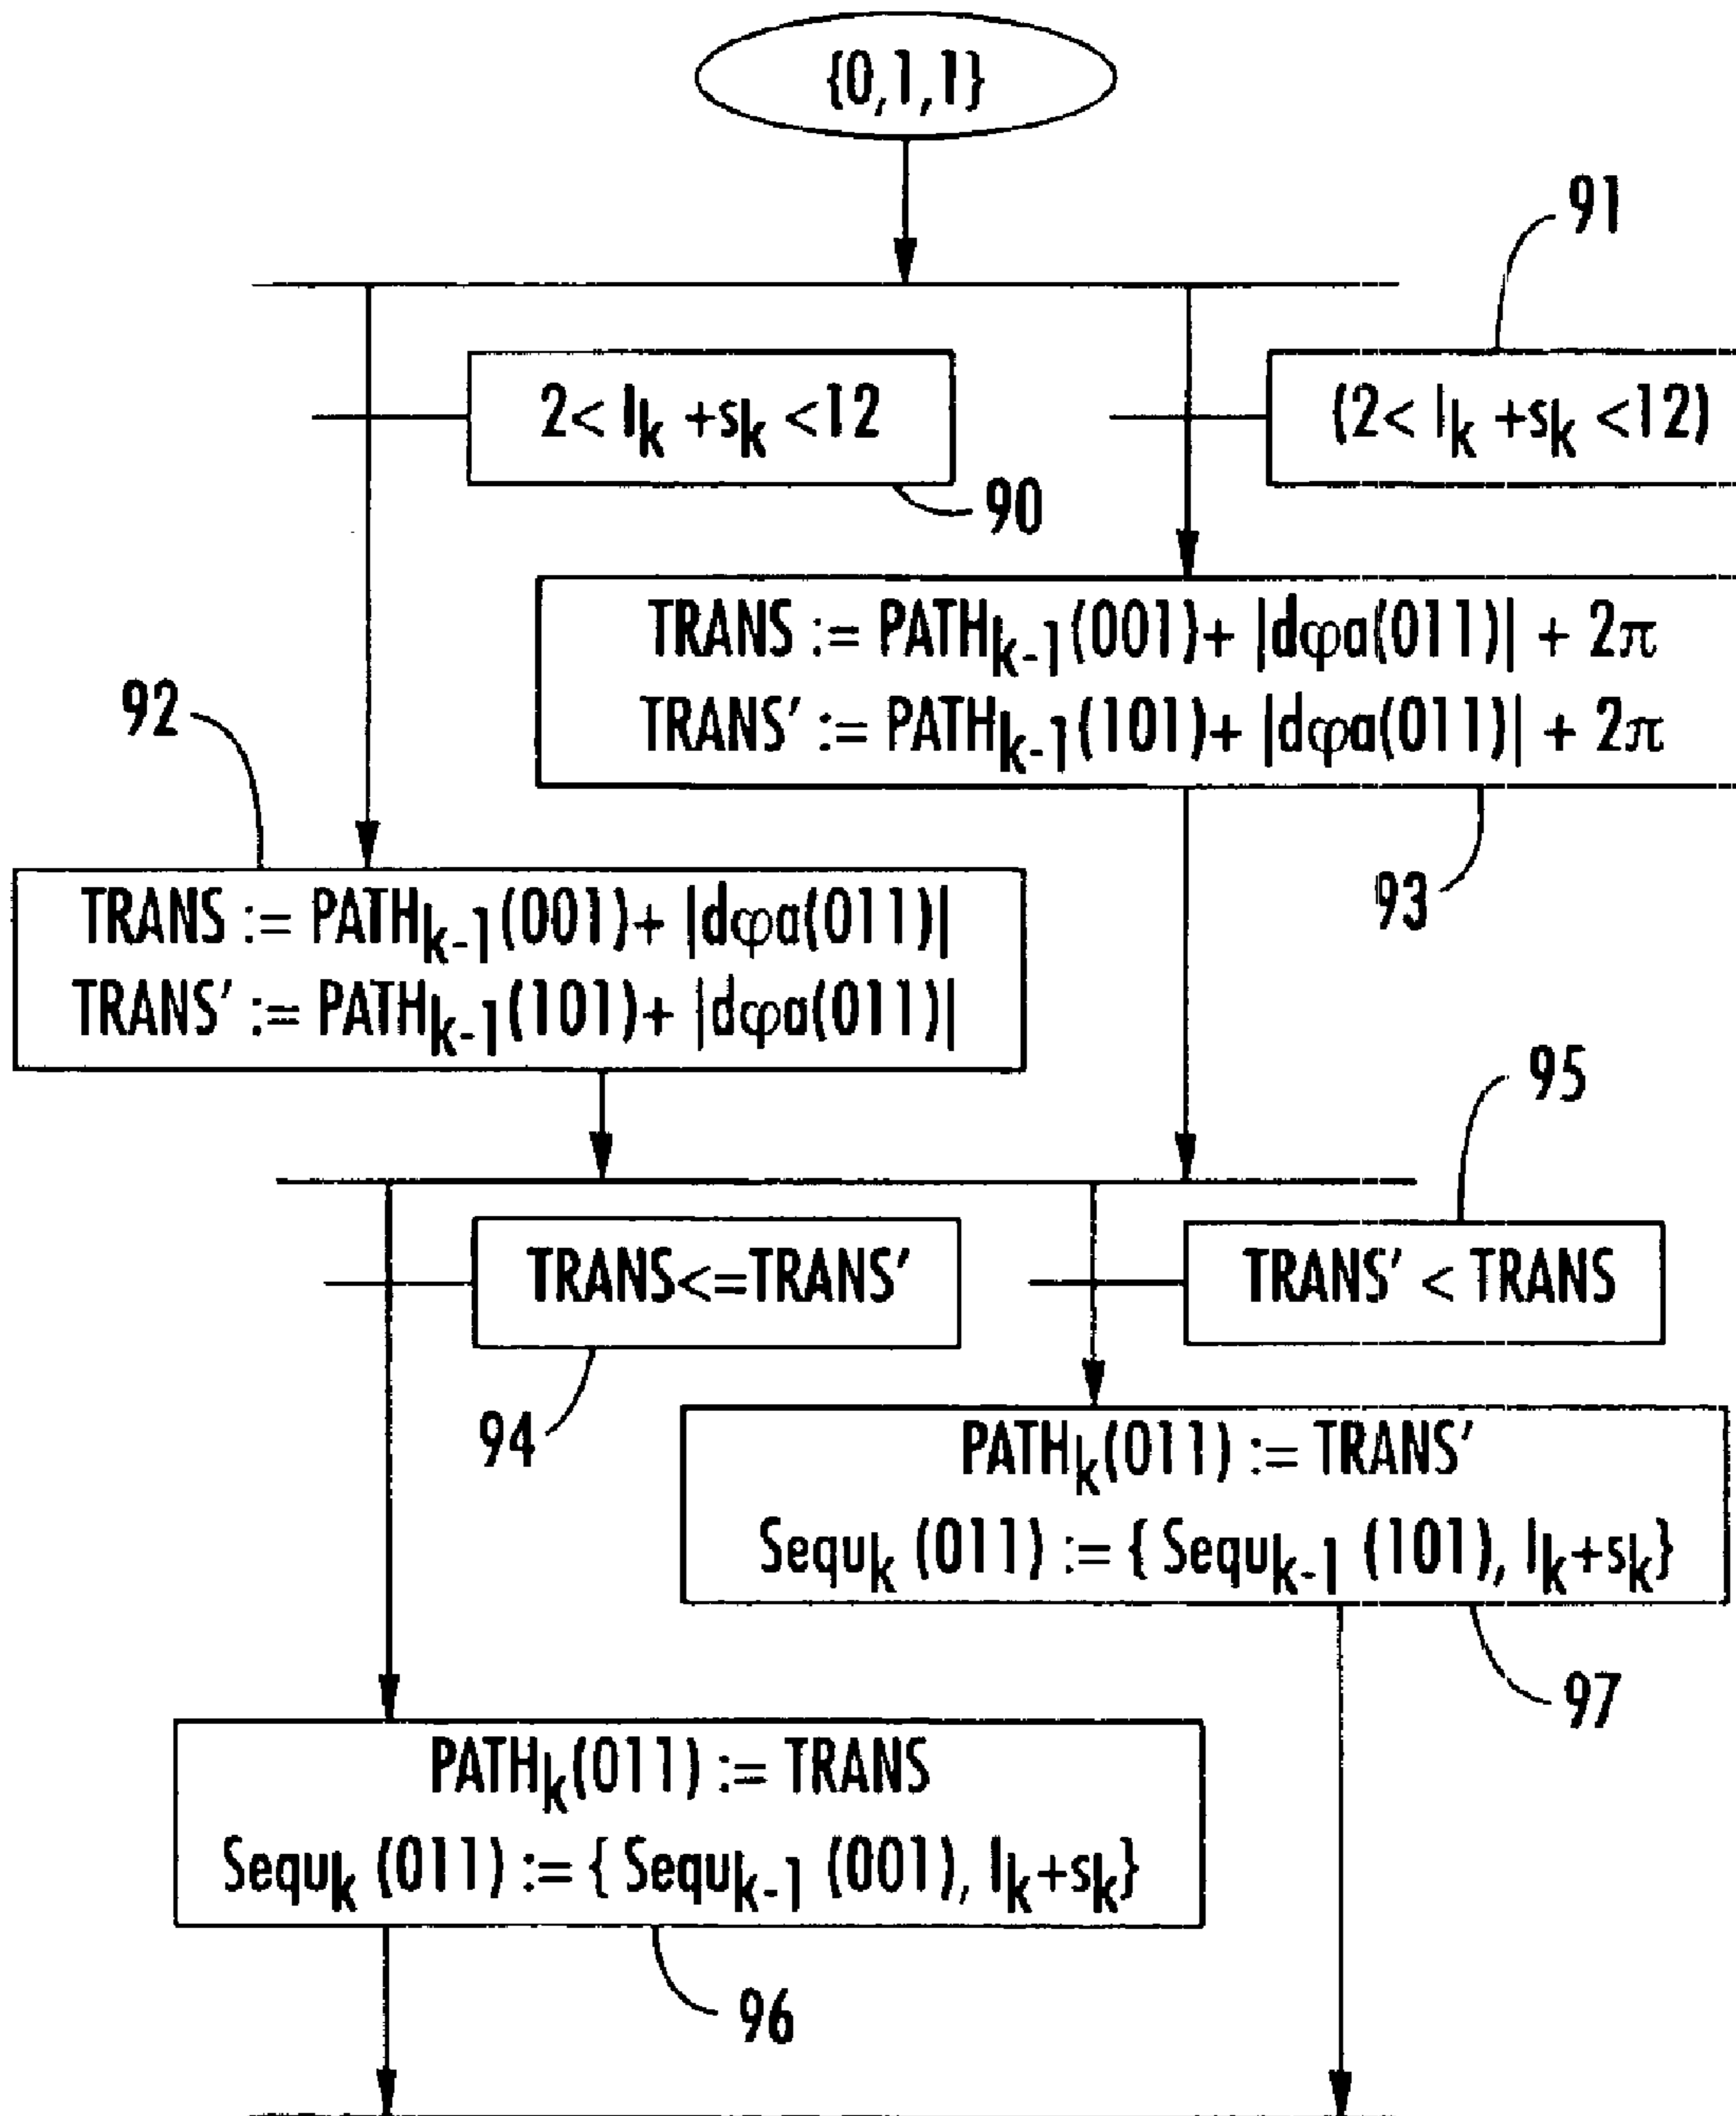 {0,1,1}
91
2< lk +sk <12
(2< lk +sk <12)
90
TRANS := PATHk-1(001)+ |dφa(011)| + 2π
TRANS' := PATHk-1(101)+ |dφa(011)| + 2π
92
93
TRANS := PATHk-1(001)+ |dφa(011)|
TRANS' := PATHk-1(101)+ |dφa(011)|
95
TRANS<=TRANS'
TRANS' < TRANS
94
PATHk(011) := TRANS'
Sequk (011) := { Sequk-1 (101), lk+sk}
97
PATHk(011) := TRANS
Sequk (011) := { Sequk-1 (001), lk+sk}
96